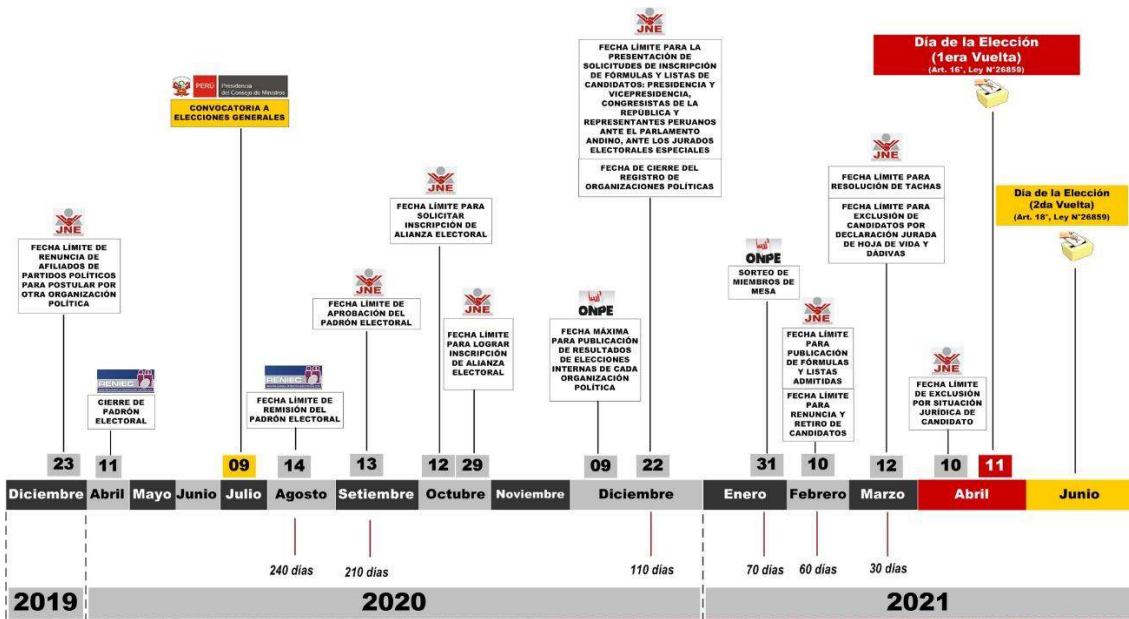 JNE
FECHA LÍMITE DE
RENUNCIA DE
AFILIADOS DE
PARTIDOS POLÍTICOS
PARA POSTULAR POR
OTRA ORGANIZACIÓN
POLÍTICA
RENIEC
CIERRE DE
PADRÓN
ELECTORAL
PERÚ
Presidencia
del Consejo de Ministros
CONVOCATORIA A
ELECCIONES GENERALES
RENIEC
FECHA LÍMITE DE
REMISIÓN DEL
PADRÓN ELECTORAL
JNE
FECHA LÍMITE DE
APROBACIÓN DEL
PADRÓN ELECTORAL
JNE
FECHA LÍMITE PARA
SOLICITAR
INSCRIPCIÓN DE
ALIANZA ELECTORAL
JNE
FECHA LÍMITE
PARA LOGRAR
INSCRIPCIÓN
DE ALIANZA
ELECTORAL
ONPE
FECHA MÁXIMA
PARA PUBLICACIÓN
DE RESULTADOS
DE ELECCIONES
INTERNAS DE CADA
ORGANIZACIÓN
POLÍTICA
JNE
FECHA LÍMITE PARA LA
PRESENTACIÓN DE
SOLICITUDES DE INSCRIPCIÓN
DE FÓRMULAS Y LISTAS DE
CANDIDATOS: PRESIDENCIA Y
VICEPRESIDENCIA,
CONGRESISTAS DE LA
REPÚBLICA Y
REPRESENTANTES PERUANOS
ANTE EL PARLAMENTO
ANDINO, ANTE LOS JURADOS
ELECTORALES ESPECIALES
FECHA DE CIERRE DEL
REGISTRO DE
ORGANIZACIONES POLÍTICAS
ONPE
SORTEO DE
MIEMBROS DE
MESA
JNE
FECHA LÍMITE
PARA
PUBLICACIÓN DE
FÓRMULAS
Y LISTAS
ADMITIDAS
FECHA LÍMITE
PARA
RENUNCIA Y
RETIRO DE
CANDIDATOS
JNE
FECHA LÍMITE PARA
RESOLUCIÓN DE TACHAS
FECHA LÍMITE PARA
EXCLUSIÓN DE
CANDIDATOS POR
DECLARACIÓN JURADA
DE HOJA DE VIDA Y
DÁDIVAS
JNE
FECHA LÍMITE
DE EXCLUSIÓN
POR SITUACIÓN
JURÍDICA DE
CANDIDATO
Día de la Elección
(1era Vuelta)
(Art. 16°, Ley N°26859)
Día de la Elección
(2da Vuelta)
(Art. 18°, Ley N°26859)
23 11 09 14 13 12 29 09 22 31 10 12 10 11
Diciembre Abril Mayo Junio Julio Agosto Setiembre Octubre Noviembre Diciembre Enero Febrero Marzo Abril Junio
240 días 210 días 110 días 70 días 60 días 30 días
2019 2020 2021